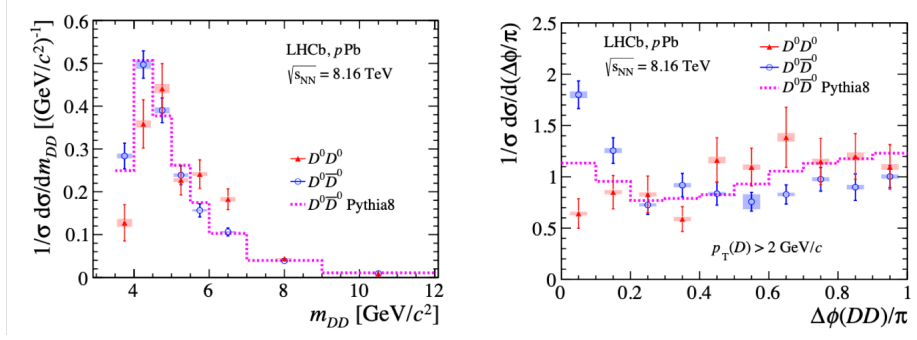 1/σ dσ/dm_DD [(GeV/c²)⁻¹]
0.6
0.5
0.4
0.3
0.2
0.1
0
LHCb, pPb
√s_NN = 8.16 TeV
D⁰D⁰
D⁰D̅⁰
D⁰D̅⁰ Pythia8
4 6 8 10 12
m_DD [GeV/c²]
1/σ dσ/d(Δϕ/π)
2.5
2
1.5
1
0.5
0
LHCb, pPb
√s_NN = 8.16 TeV
D⁰D⁰
D⁰D̅⁰
D⁰D̅⁰ Pythia8
p_T(D) > 2 GeV/c
0 0.2 0.4 0.6 0.8 1
Δϕ(DD)/π